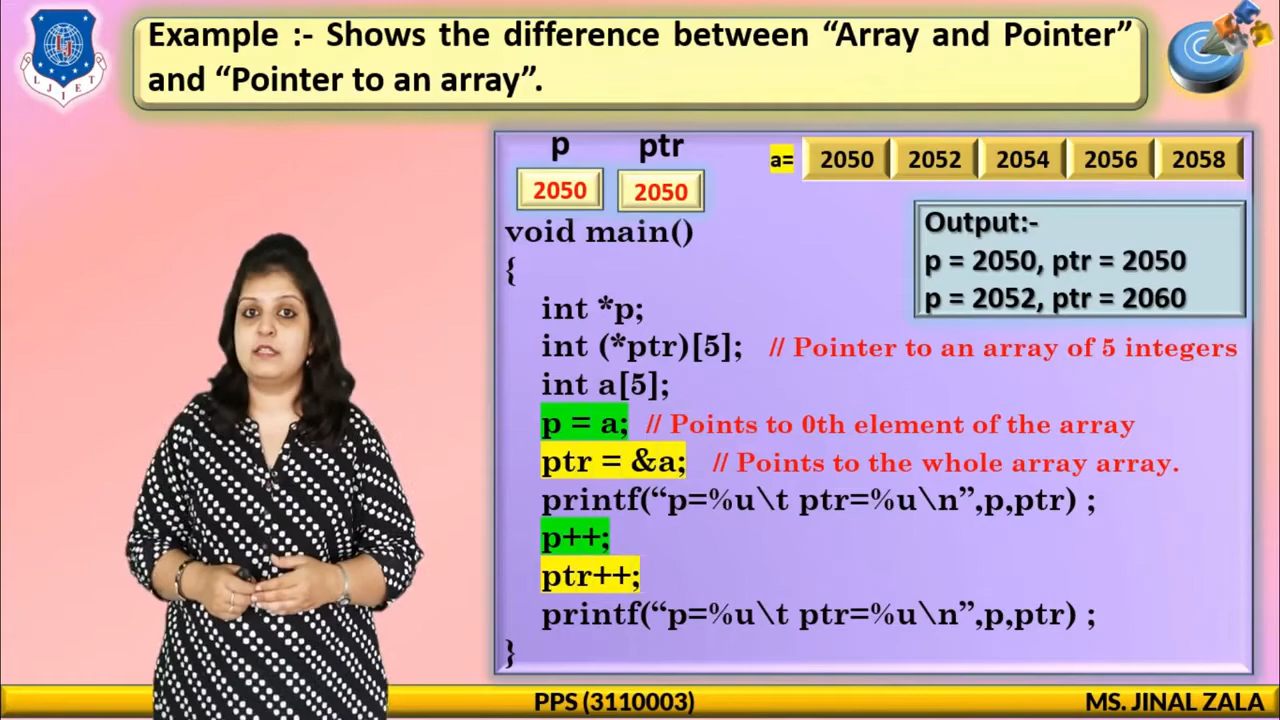 LJIET
Example :- Shows the difference between “Array and Pointer”
and “Pointer to an array”.
p ptr
2050 2050
a= 2050 2052 2054 2056 2058
Output:-
p = 2050, ptr = 2050
p = 2052, ptr = 2060
void main()
{
int *p;
int (*ptr)[5]; // Pointer to an array of 5 integers
int a[5];
p = a; // Points to 0th element of the array
ptr = &a; // Points to the whole array array.
printf(“p=%u\t ptr=%u\n”,p,ptr) ;
p++;
ptr++;
printf(“p=%u\t ptr=%u\n”,p,ptr) ;
}
PPS (3110003)
MS. JINAL ZALA